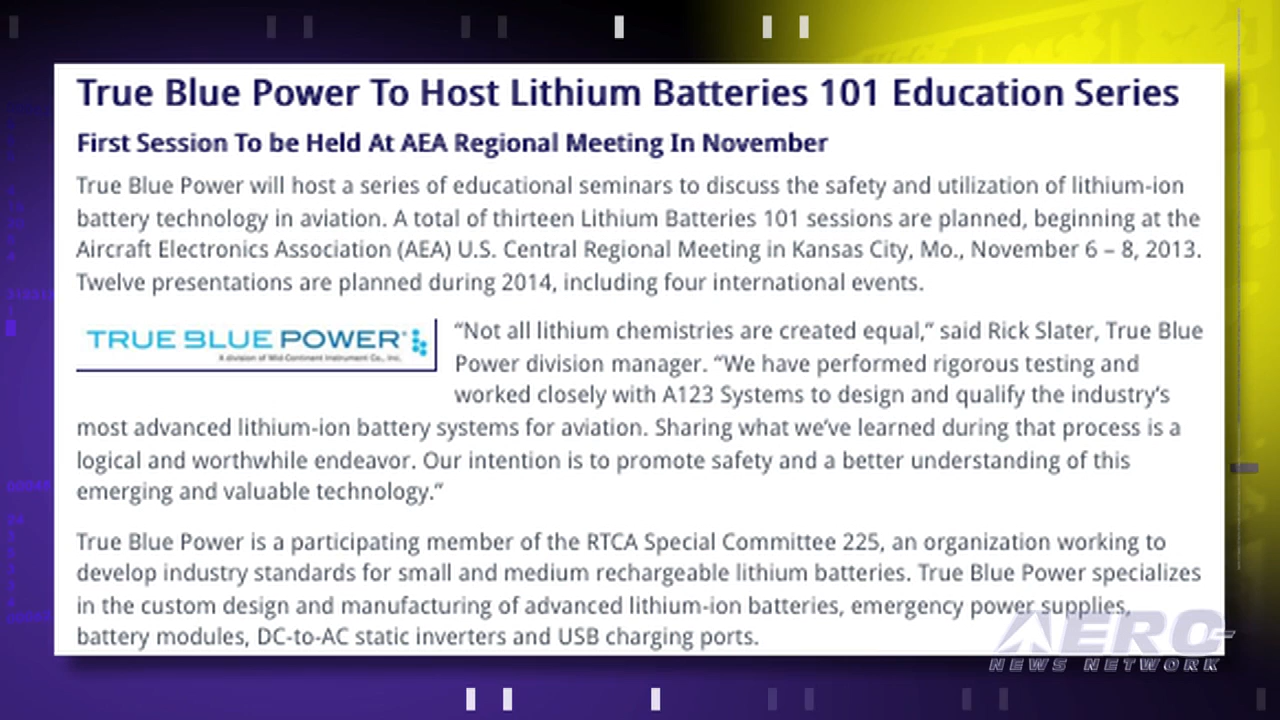 True Blue Power To Host Lithium Batteries 101 Education Series
First Session To be Held At AEA Regional Meeting In November
True Blue Power will host a series of educational seminars to discuss the safety and utilization of lithium-ion
battery technology in aviation. A total of thirteen Lithium Batteries 101 sessions are planned, beginning at the
Aircraft Electronics Association (AEA) U.S. Central Regional Meeting in Kansas City, Mo., November 6 – 8, 2013.
Twelve presentations are planned during 2014, including four international events.
TRUE BLUE POWER
A division of Mid-Continent Instrument Co., Inc.
“Not all lithium chemistries are created equal,” said Rick Slater, True Blue
Power division manager. “We have performed rigorous testing and
worked closely with A123 Systems to design and qualify the industry’s
most advanced lithium-ion battery systems for aviation. Sharing what we’ve learned during that process is a
logical and worthwhile endeavor. Our intention is to promote safety and a better understanding of this
emerging and valuable technology.”
True Blue Power is a participating member of the RTCA Special Committee 225, an organization working to
develop industry standards for small and medium rechargeable lithium batteries. True Blue Power specializes
in the custom design and manufacturing of advanced lithium-ion batteries, emergency power supplies,
battery modules, DC-to-AC static inverters and USB charging ports.
AERO
NEWS NETWORK